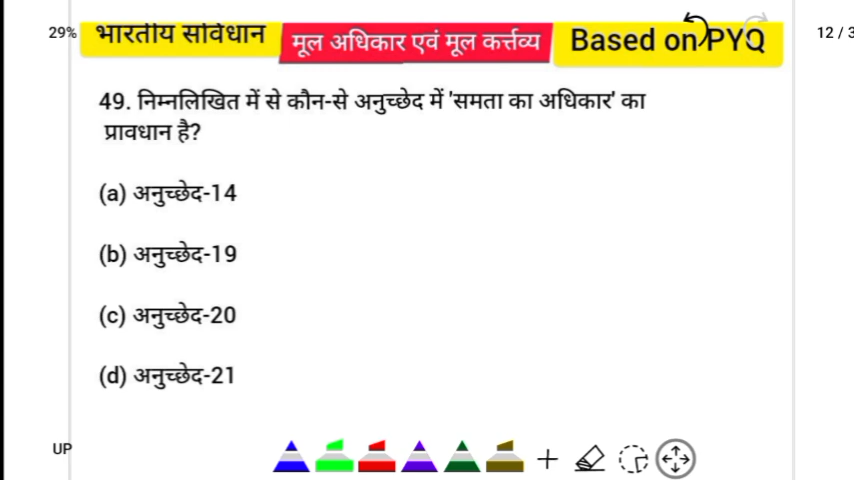 29%
भारतीय संविधान
मूल अधिकार एवं मूल कर्त्तव्य
Based on PYQ
12 / 3
49. निम्नलिखित में से कौन-से अनुच्छेद में 'समता का अधिकार' का
प्रावधान है?
(a) अनुच्छेद-14
(b) अनुच्छेद-19
(c) अनुच्छेद-20
(d) अनुच्छेद-21
UP